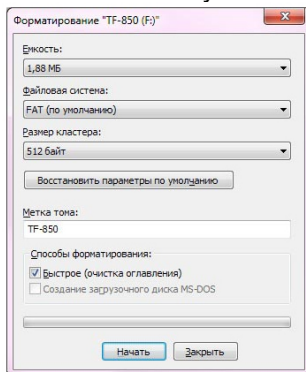 Форматирование "TF-850 (F:)"
Емкость:
1,88 МБ
Файловая система:
FAT (по умолчанию)
Размер кластера:
512 байт
Восстановить параметры по умолчанию
Метка тома:
TF-850
Способы форматирования:
Быстрое (очистка оглавления)
Создание загрузочного диска MS-DOS
Начать Закрыть